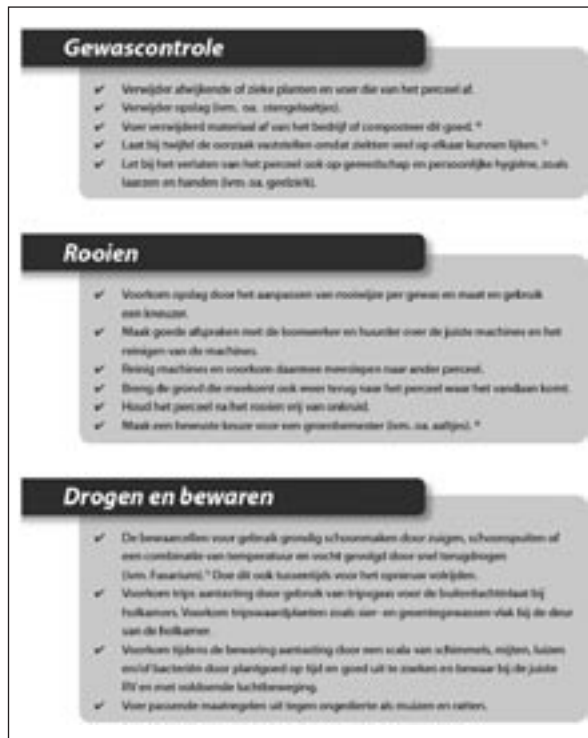 Gewascontrole
✔ Verwijder afwijkende of zieke planten en voer die van het perceel af.
✔ Verwijder opslag (ivm. oa. stengelaaltjes).
✔ Voer verwijderd materiaal af van het bedrijf of composteer dit goed. *
✔ Laat bij twijfel de oorzaak vaststellen omdat ziekten veel op elkaar kunnen lijken. *
✔ Let bij het verlaten van het perceel ook op gereedschap en persoonlijke hygiëne, zoals
laarzen en handen (ivm. oa. geelziek).
Rooien
✔ Voorkom opslag door het aanpassen van rooiwijze per gewas en maat en gebruik
een kneuzer.
✔ Maak goede afspraken met de loonwerker en huurder over de juiste machines en het
reinigen van de machines.
✔ Reinig machines en voorkom daarmee meeslepen naar ander perceel.
✔ Breng de grond die meekomt ook weer terug naar het perceel waar het vandaan komt.
✔ Houd het perceel na het rooien vrij van onkruid.
✔ Maak een bewuste keuze voor een groenbemester (ivm. oa. aaltjes). *
Drogen en bewaren
✔ De bewaarcellen voor gebruik grondig schoonmaken door zuigen, schoonspuiten of
een combinatie van temperatuur en vocht gevolgd door snel terugdrogen
(ivm. Fusarium). * Doe dit ook tussentijds voor het opnieuw volrijden.
✔ Voorkom trips aantasting door gebruik van tripsgaas voor de buitenluchtinlaat bij
holkamers. Voorkom tripswaardplanten zoals sier- en groentegewassen vlak bij de deur
van de holkamer.
✔ Voorkom tijdens de bewaring aantasting door een scala van schimmels, mijten, luizen
en/of bacteriën door plantgoed op tijd en goed uit te zoeken en bewaar bij de juiste
RV en met voldoende luchtbeweging.
✔ Voer passende maatregelen uit tegen ongedierte als muizen en ratten.